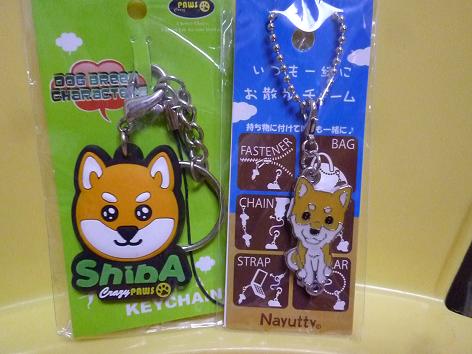 PAWS
Crazy
DOG BREED
CHARACTERS
ShibA
Crazy PAWS
KEYCHAIN
いつも一緒に
お散歩チャーム
持ち物に付けていつも一緒に♪
FASTENER
BAG
CHAIN
STRAP
Nayutty